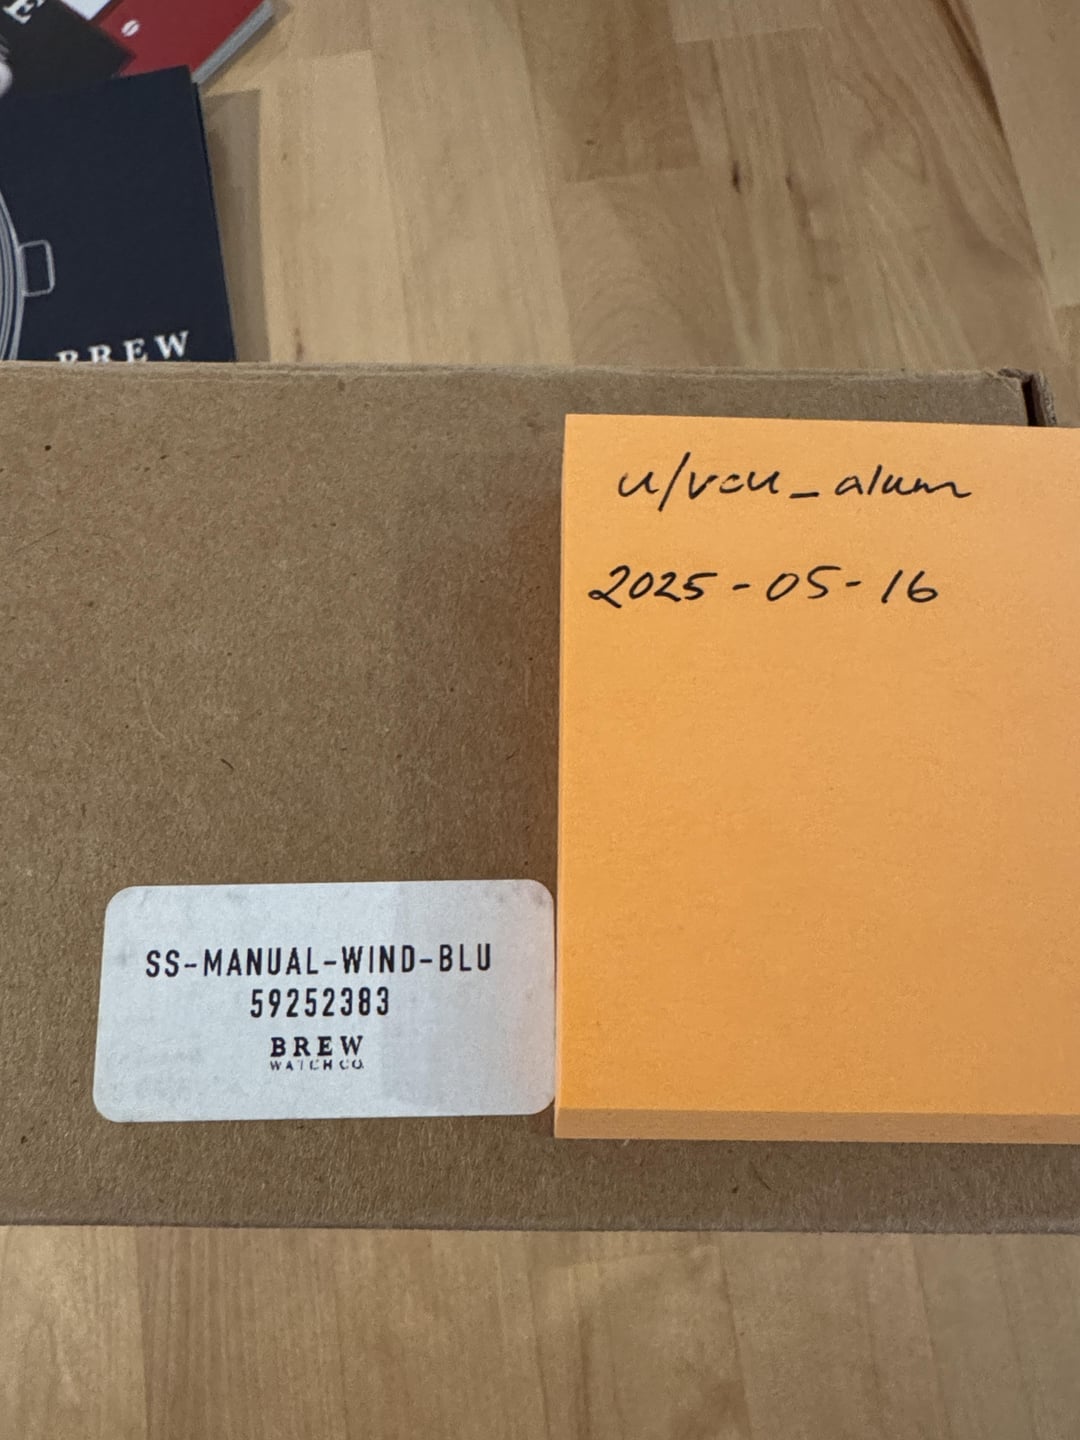 BREW
u/vcu_alum
2025-05-16
SS-MANUAL-WIND-BLU
59252383
BREW
WATCH CO.